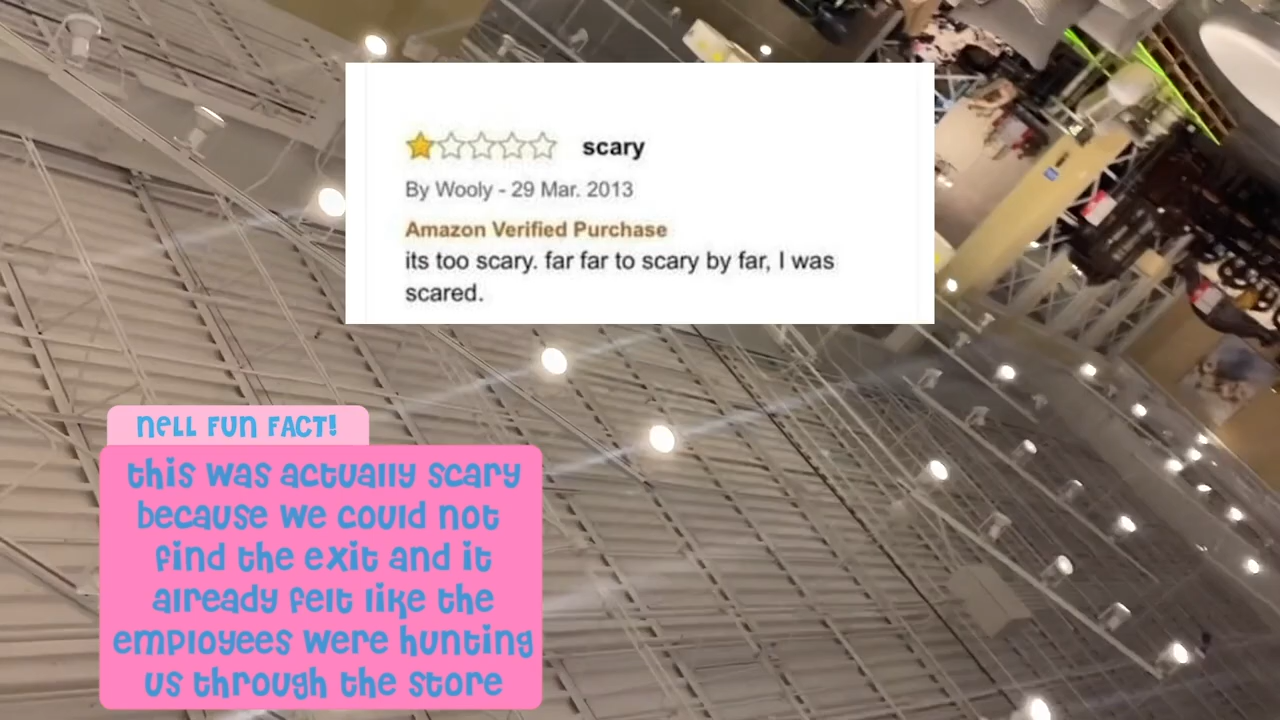 scary
By Wooly - 29 Mar. 2013
Amazon Verified Purchase
its too scary. far far to scary by far, I was
scared.
nell fun fact!
this was actually scary
because we could not
find the exit and it
already felt like the
employees were hunting
us through the store